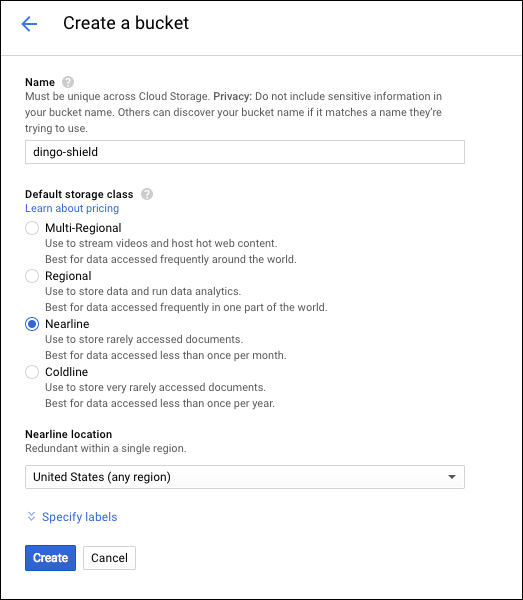 Create a bucket
Name
Must be unique across Cloud Storage. Privacy: Do not include sensitive information in
your bucket name. Others can discover your bucket name if it matches a name they're
trying to use.
dingo-shield
Default storage class
Learn about pricing
Multi-Regional
Use to stream videos and host hot web content.
Best for data accessed frequently around the world.
Regional
Use to store data and run data analytics.
Best for data accessed frequently in one part of the world.
Nearline
Use to store rarely accessed documents.
Best for data accessed less than once per month.
Coldline
Use to store very rarely accessed documents.
Best for data accessed less than once per year.
Nearline location
Redundant within a single region.
United States (any region)
Specify labels
Create Cancel